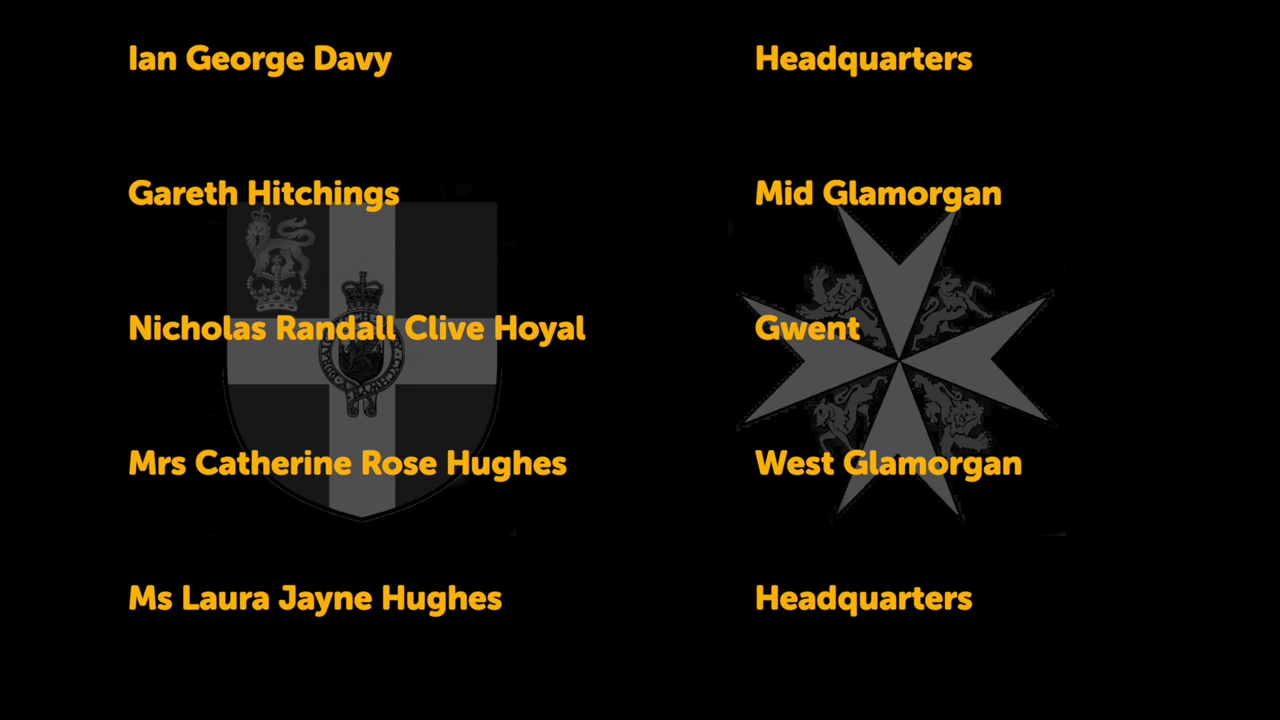 Ian George Davy Headquarters
Gareth Hitchings Mid Glamorgan
Nicholas Randall Clive Hoyal Gwent
Mrs Catherine Rose Hughes West Glamorgan
Ms Laura Jayne Hughes Headquarters